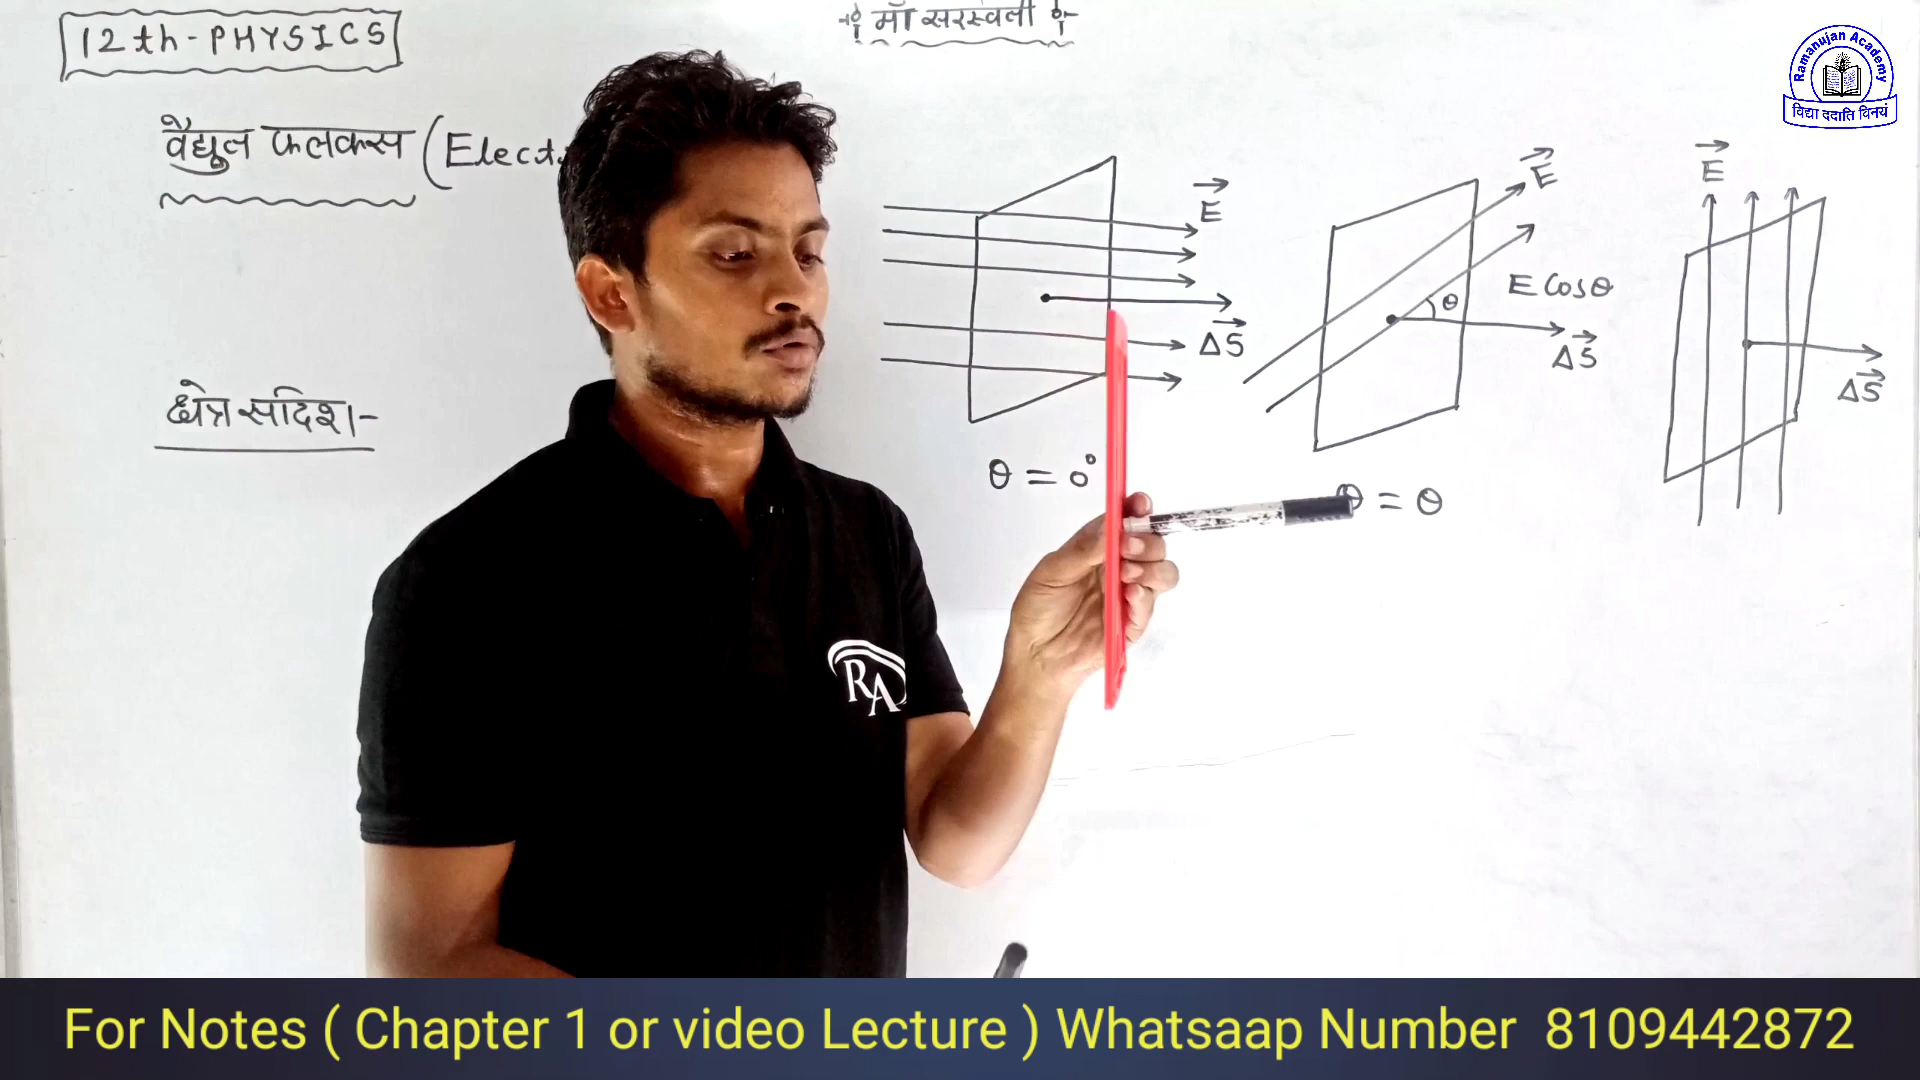 12th-PHYSICS
माँ सरस्वती
Ramanujan Academy
विद्या ददाति विनयं
वैद्युत फलक्स (Elect
क्षेत्र सदिश-
E
ΔS
θ = 0°
E
E Cosθ
θ
ΔS
θ = θ
E
ΔS
RA
For Notes ( Chapter 1 or video Lecture ) Whatsaap Number 8109442872